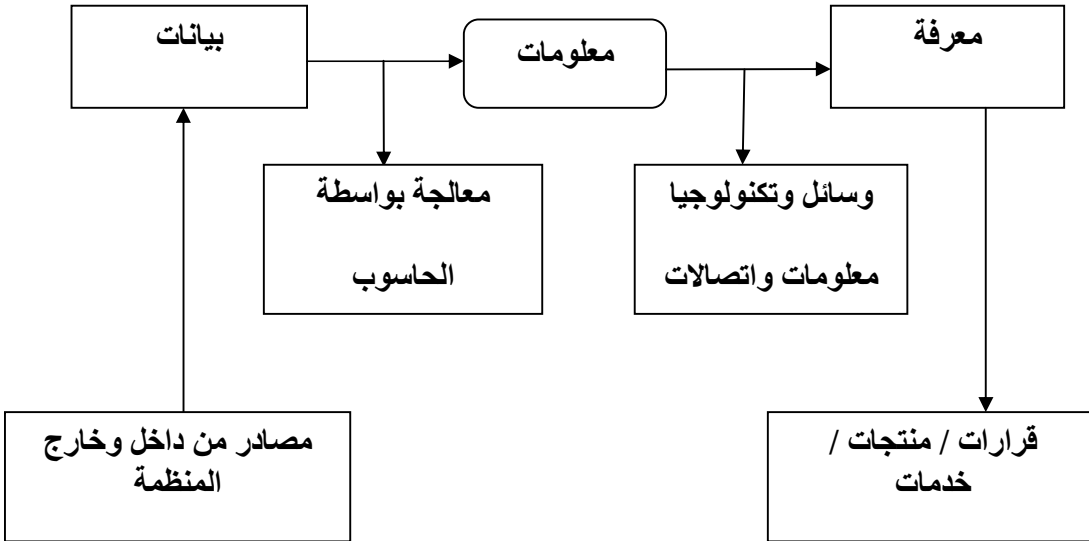 بيانات
معلومات
معرفة
معالجة بواسطة
الحاسوب
وسائل وتكنولوجيا
معلومات واتصالات
مصادر من داخل وخارج
المنظمة
قرارات / منتجات /
خدمات